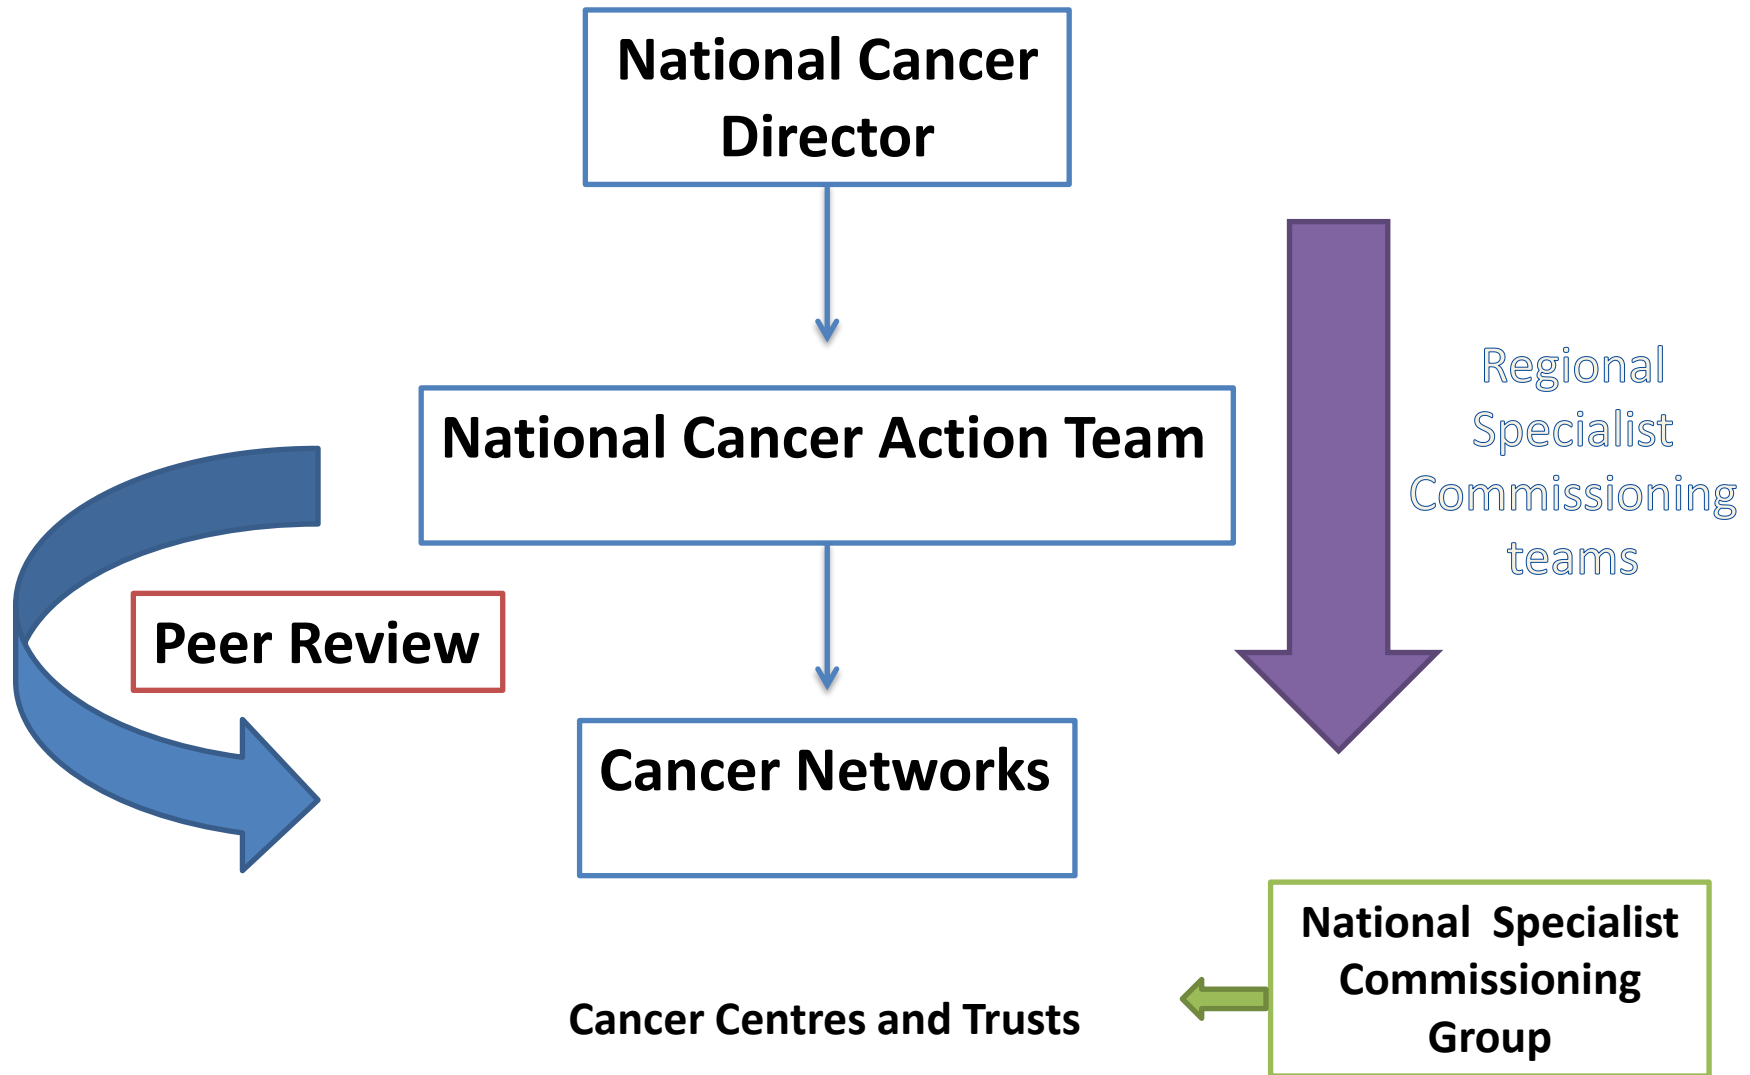 National Cancer
Director
National Cancer Action Team
Regional
Specialist
Commissioning
teams
Peer Review
Cancer Networks
National Specialist
Commissioning
Group
Cancer Centres and Trusts